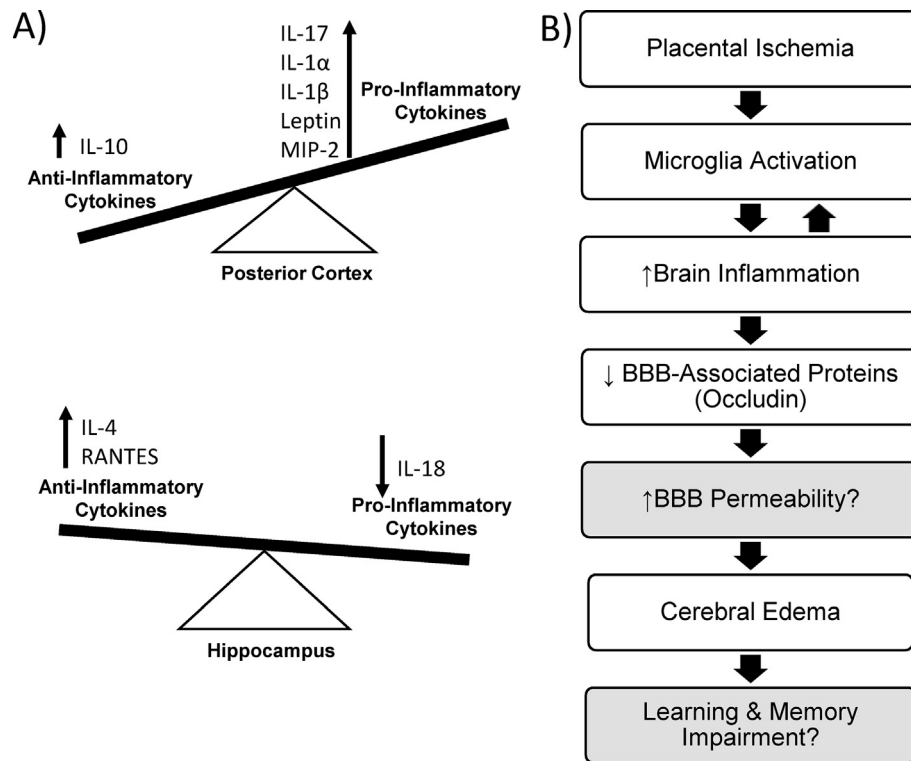 A)
IL-17
IL-1α
IL-1β
Leptin
MIP-2
Pro-Inflammatory
Cytokines
IL-10
Anti-Inflammatory
Cytokines
Posterior Cortex
IL-4
RANTES
Anti-Inflammatory
Cytokines
IL-18
Pro-Inflammatory
Cytokines
Hippocampus
B)
Placental Ischemia
Microglia Activation
↑Brain Inflammation
↓ BBB-Associated Proteins
(Occludin)
↑BBB Permeability?
Cerebral Edema
Learning & Memory
Impairment?